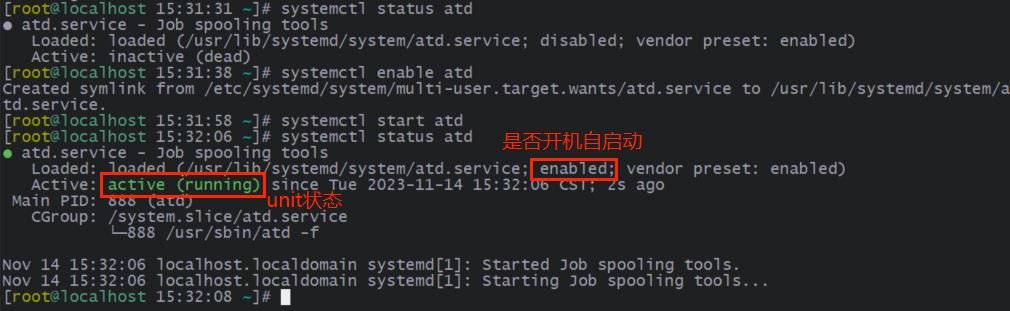 [root@localhost 15:31:31 ~]# systemctl status atd
● atd.service - Job spooling tools
Loaded: loaded (/usr/lib/systemd/system/atd.service; disabled; vendor preset: enabled)
Active: inactive (dead)
[root@localhost 15:31:38 ~]# systemctl enable atd
Created symlink from /etc/systemd/system/multi-user.target.wants/atd.service to /usr/lib/systemd/system/a
td.service.
[root@localhost 15:31:58 ~]# systemctl start atd
[root@localhost 15:32:06 ~]# systemctl status atd
是否开机自启动
● atd.service - Job spooling tools
Loaded: loaded (/usr/lib/systemd/system/atd.service; enabled; vendor preset: enabled)
Active: active (running) since Tue 2023-11-14 15:32:06 CST; 2s ago
Main PID: 888 (atd)
unit状态
CGroup: /system.slice/atd.service
└─888 /usr/sbin/atd -f
Nov 14 15:32:06 localhost.localdomain systemd[1]: Started Job spooling tools.
Nov 14 15:32:06 localhost.localdomain systemd[1]: Starting Job spooling tools...
[root@localhost 15:32:08 ~]#